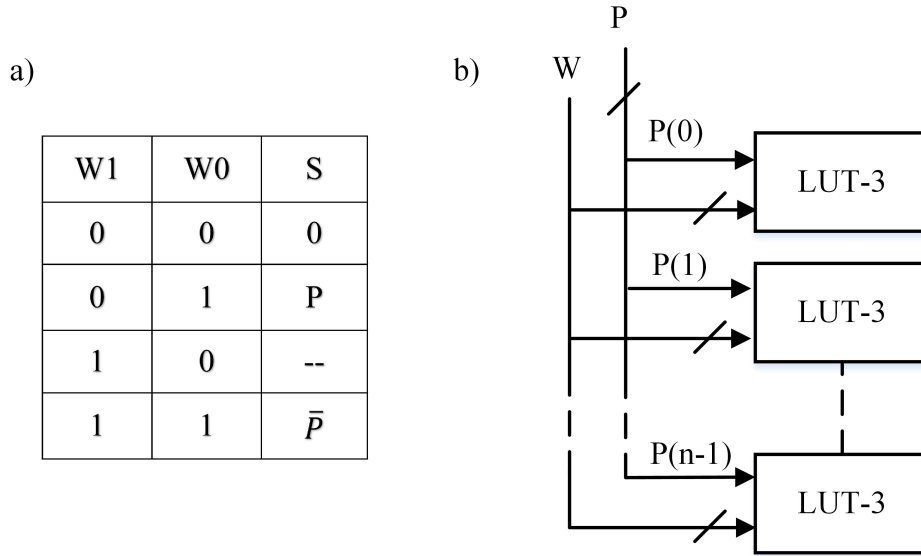 a)
W1 W0 S
0 0 0
0 1 P
1 0 --
1 1 P̄
b)
P
W
P(0)
LUT-3
P(1)
LUT-3
P(n-1)
LUT-3